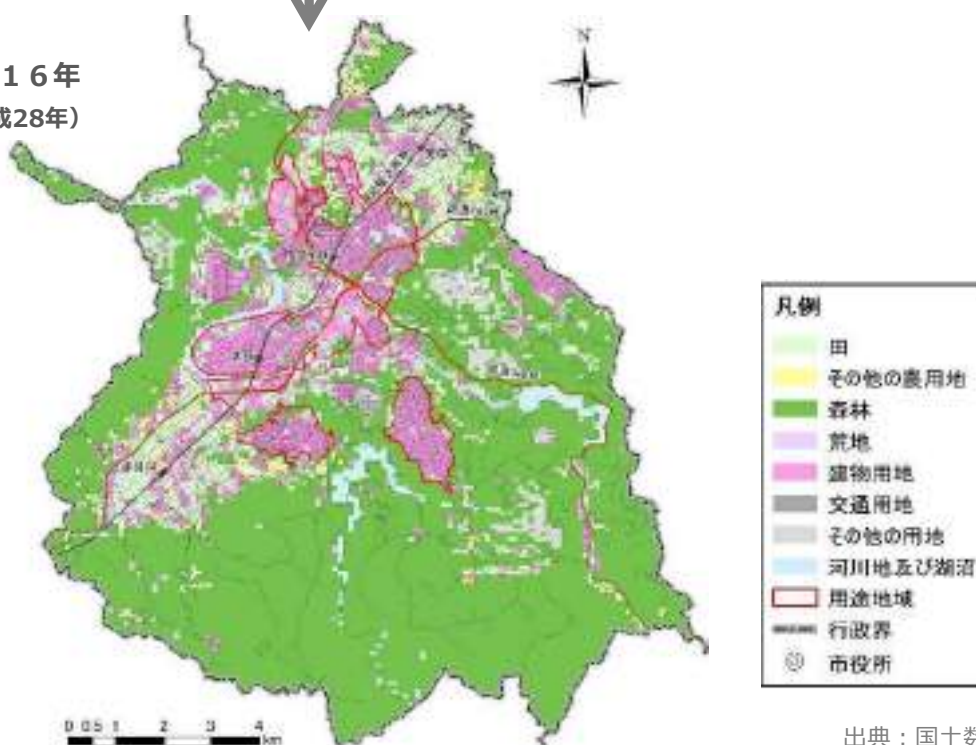 １６年
成28年）
N
凡例
田
その他の農用地
森林
荒地
建物用地
交通用地
その他の用地
河川地及び湖沼
用途地域
行政界
市役所
0 0.5 1 2 3 4
km
出典：国土数